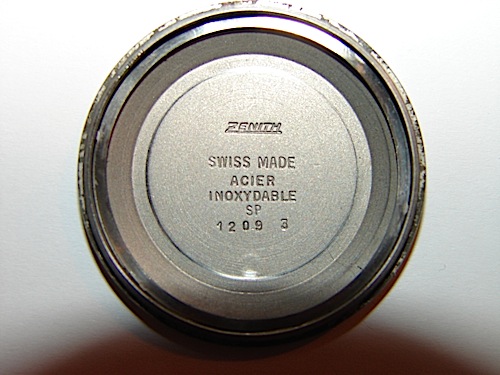 ZENITH
SWISS MADE
ACIER
INOXYDABLE
SP
1209 3